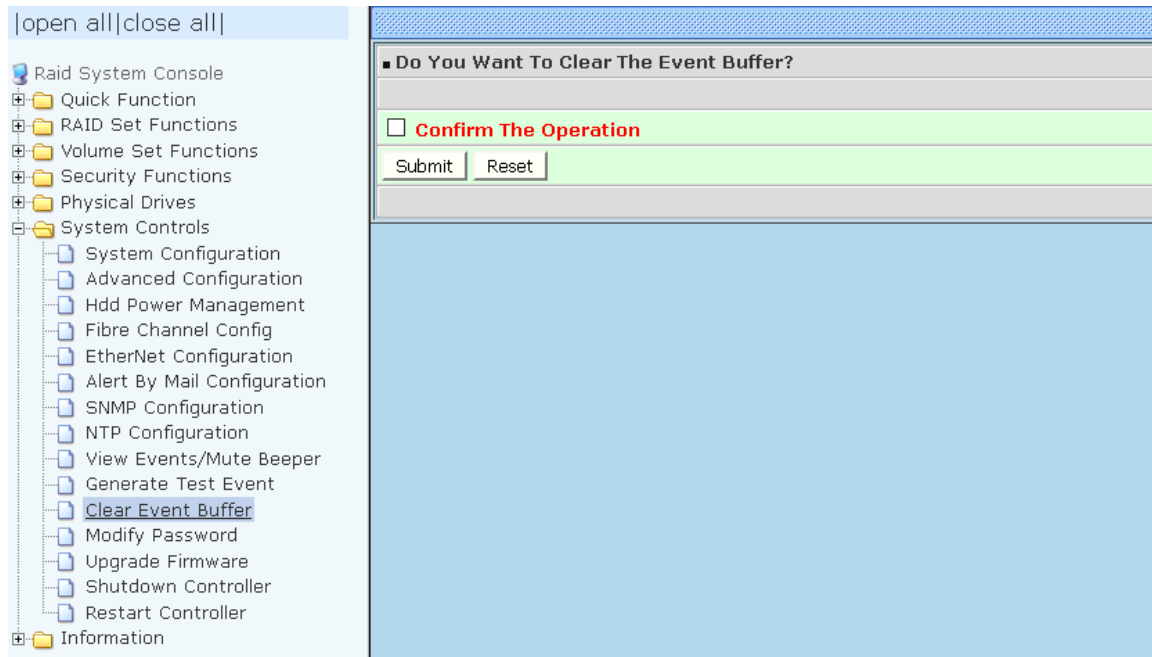 |open all|close all|
Raid System Console
Quick Function
RAID Set Functions
Volume Set Functions
Security Functions
Physical Drives
System Controls
System Configuration
Advanced Configuration
Hdd Power Management
Fibre Channel Config
EtherNet Configuration
Alert By Mail Configuration
SNMP Configuration
NTP Configuration
View Events/Mute Beeper
Generate Test Event
Clear Event Buffer
Modify Password
Upgrade Firmware
Shutdown Controller
Restart Controller
Information
Do You Want To Clear The Event Buffer?
Confirm The Operation
Submit Reset